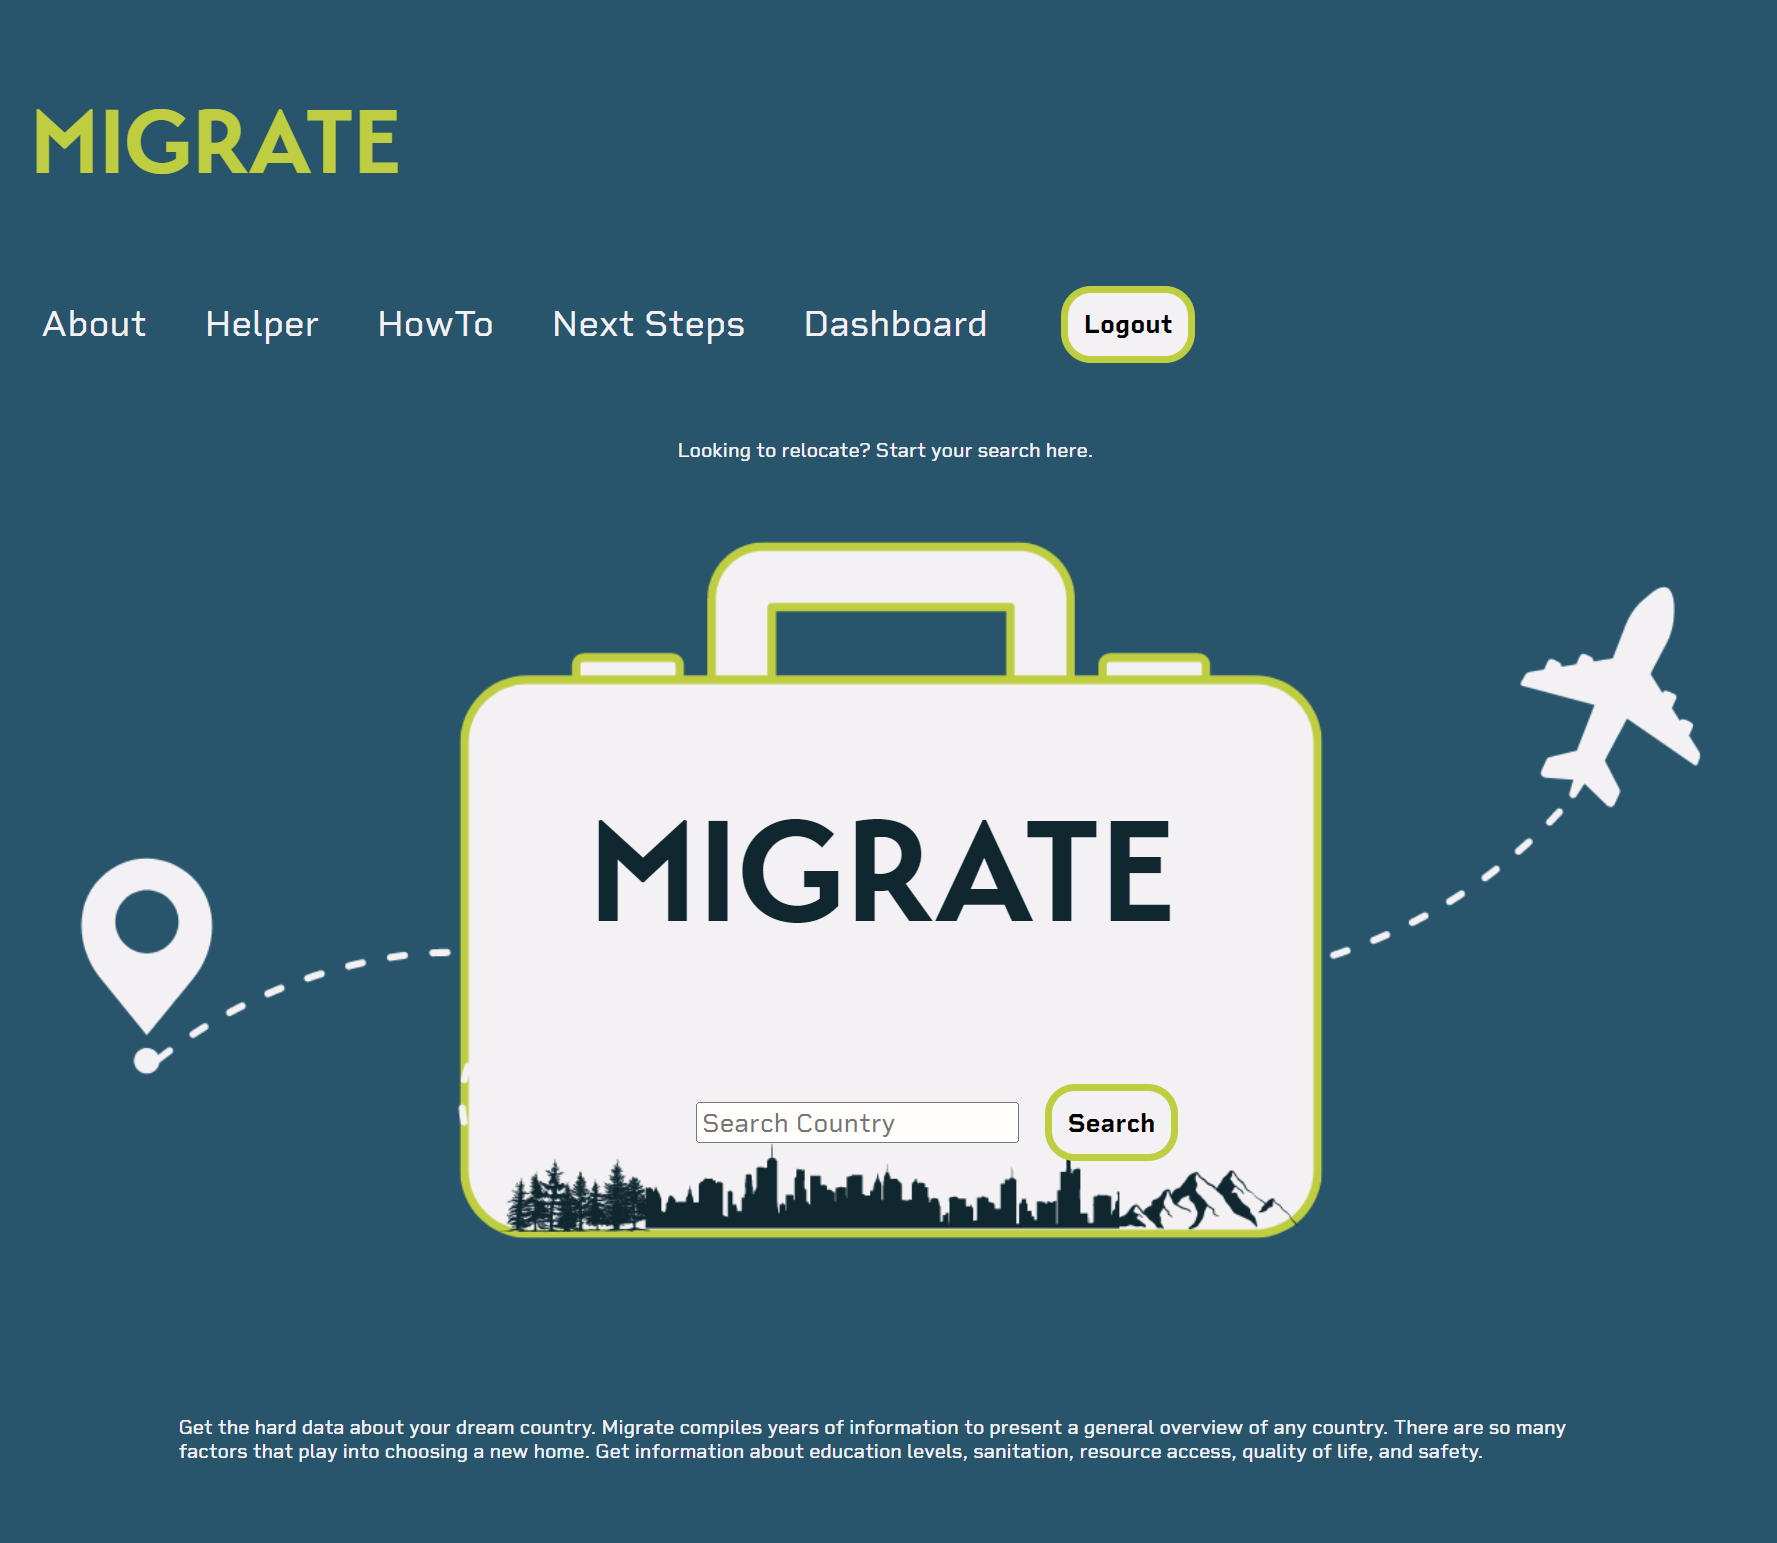 MIGRATE
About Helper HowTo Next Steps Dashboard Logout
Looking to relocate? Start your search here.
MIGRATE
Search Country Search
Get the hard data about your dream country. Migrate compiles years of information to present a general overview of any country. There are so many
factors that play into choosing a new home. Get information about education levels, sanitation, resource access, quality of life, and safety.